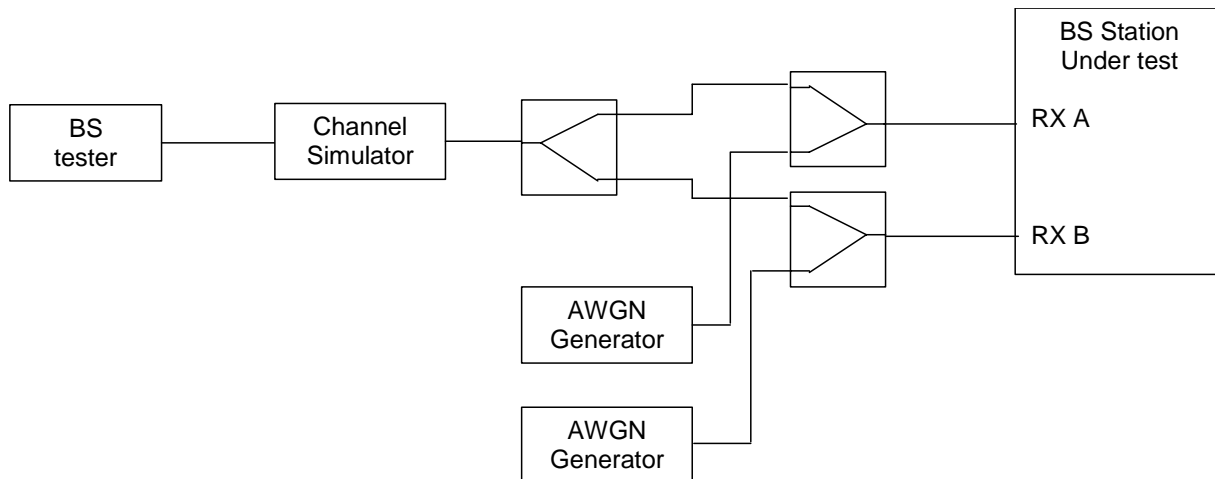 BS Station
Under test
BS
tester
Channel
Simulator
RX A
RX B
AWGN
Generator
AWGN
Generator